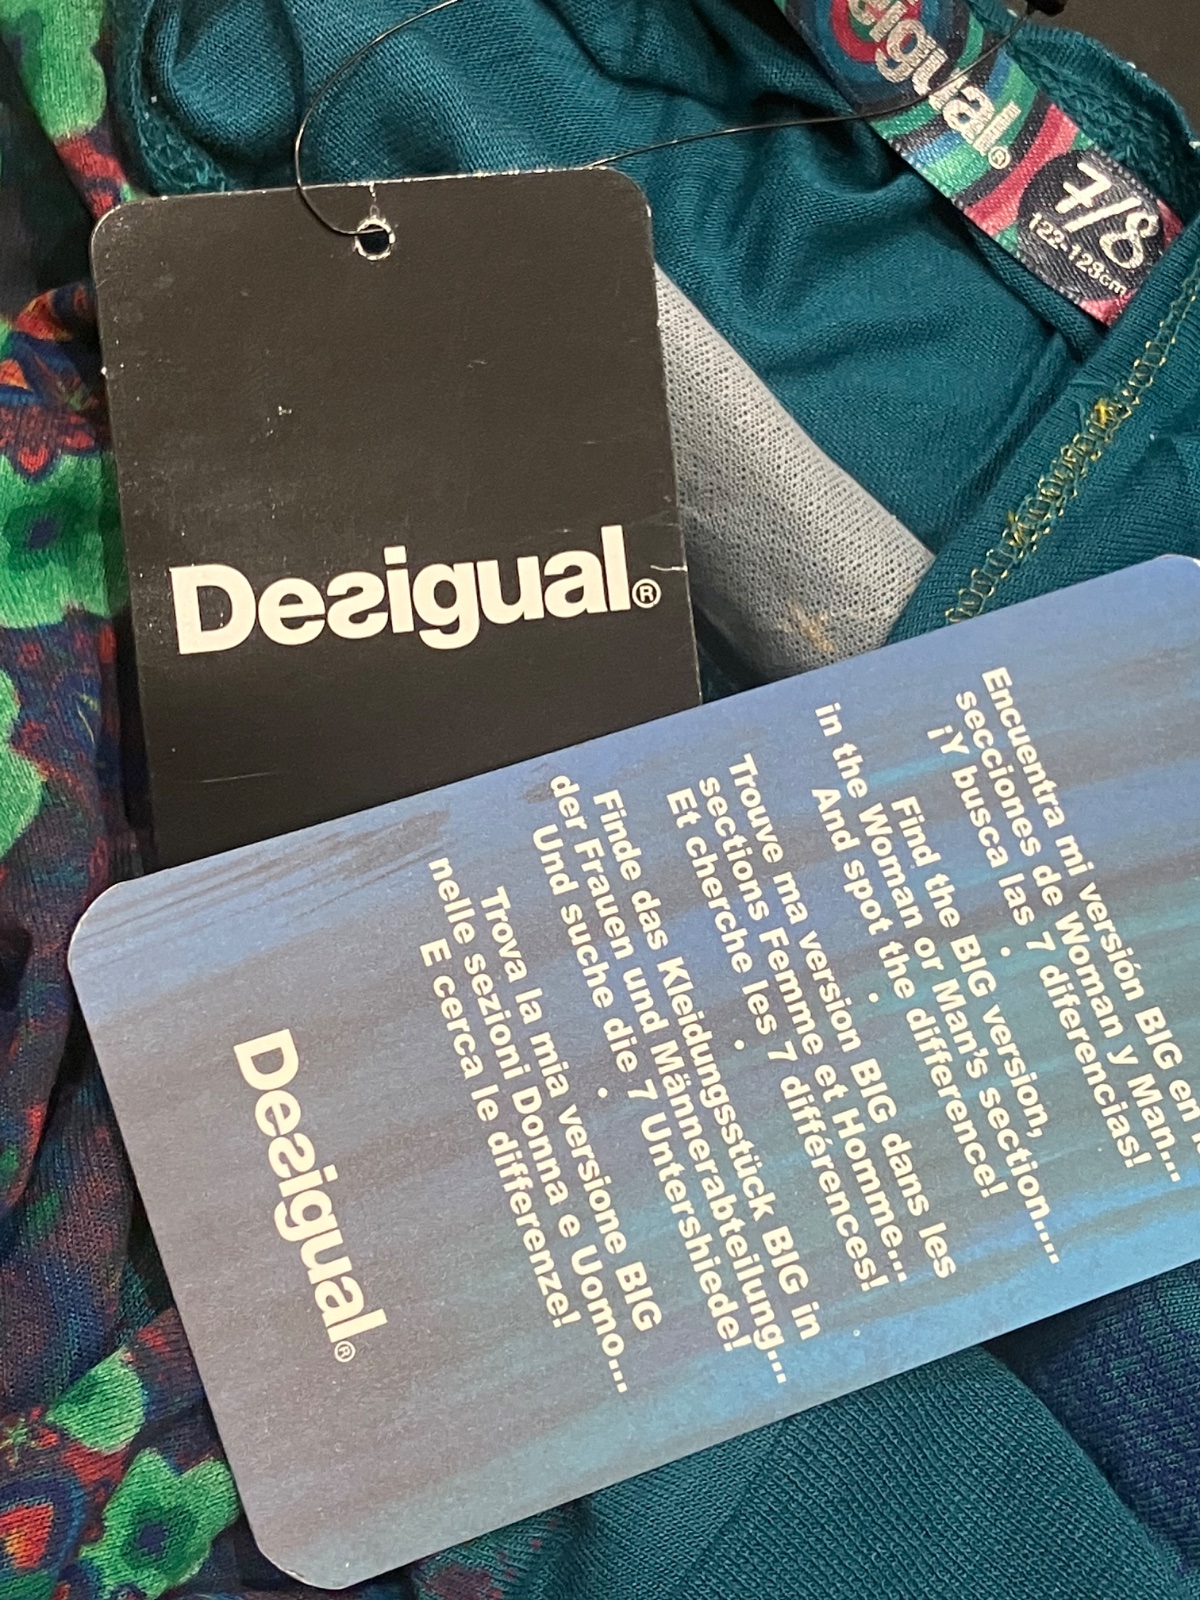 igual
®
7/8
122-128cm
Desigual®
Encuentra mi versión BIG en
secciones de Woman y Man...
¡Y busca las 7 diferencias!
Find the BIG version,
in the Woman or Man's section....
And spot the difference!
Trouve ma version BIG dans les
sections Femme et Homme...
Et cherche les 7 différences!
Finde das Kleidungsstück BIG in
der Frauen und Männerabteilung...
Und suche die 7 Unterschiede!
Trova la mia versione BIG
nelle sezioni Donna e Uomo...
E cerca le differenze!
Desigual®